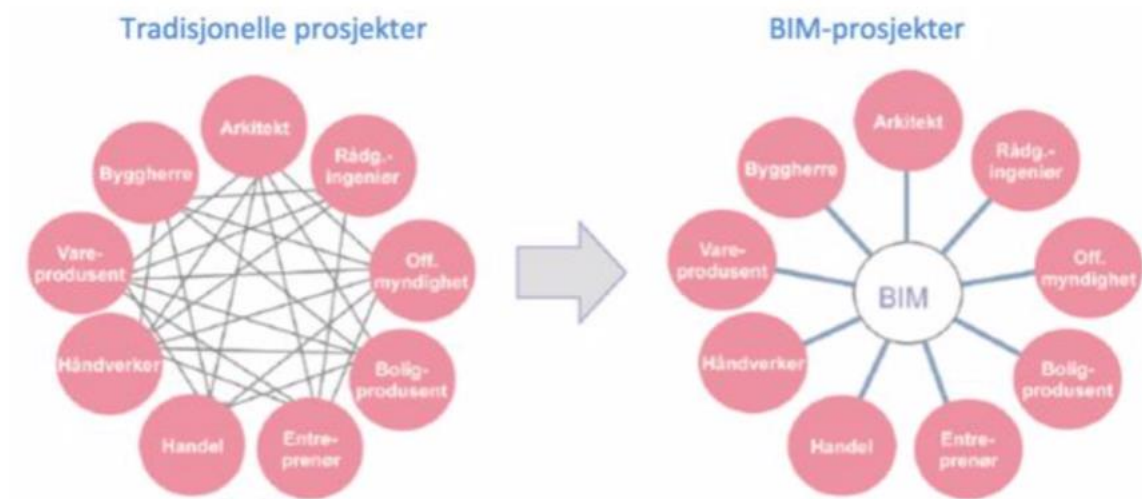 Tradisjonelle prosjekter
BIM-prosjekter
Arkitekt
Rådg.-
ingeniør
Off.
myndighet
Bolig-
produsent
Entre-
prenør
Handel
Håndverker
Vare-
produsent
Byggherre
Arkitekt
Rådg.-
ingeniør
Off.
myndighet
Bolig-
produsent
Entre-
prenør
Handel
Håndverker
Vare-
produsent
Byggherre
BIM